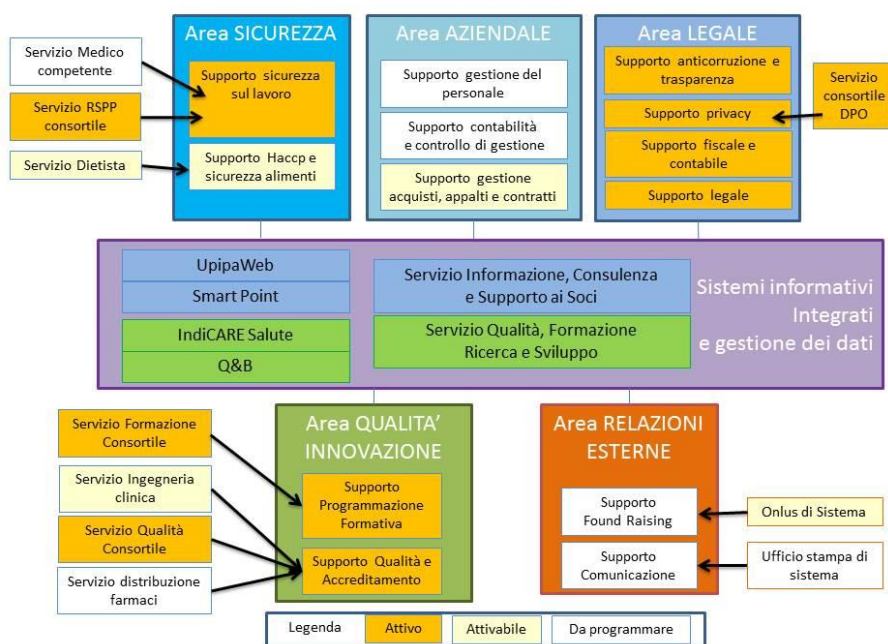 Area SICUREZZA
Servizio Medico
competente
Servizio RSPP
consortile
Servizio Dietista
Supporto sicurezza
sul lavoro
Supporto Haccp e
sicurezza alimenti
Area AZIENDALE
Supporto gestione del
personale
Supporto contabilità
e controllo di gestione
Supporto gestione
acquisti, appalti e contratti
Area LEGALE
Supporto anticorruzione e
trasparenza
Supporto privacy
Supporto fiscale e
contabile
Supporto legale
Servizio
consortile
DPO
UpipaWeb
Smart Point
IndiCARE Salute
Q&B
Servizio Informazione, Consulenza
e Supporto ai Soci
Servizio Qualità, Formazione
Ricerca e Sviluppo
Sistemi informativi
Integrati
e gestione dei dati
Servizio Formazione
Consortile
Servizio Ingegneria
clinica
Servizio Qualità
Consortile
Servizio distribuzione
farmaci
Area QUALITA’
INNOVAZIONE
Supporto
Programmazione
Formativa
Supporto Qualità e
Accreditamento
Area RELAZIONI
ESTERNE
Supporto
Found Raising
Supporto
Comunicazione
Onlus di Sistema
Ufficio stampa di
sistema
Legenda
Attivo
Attivabile
Da programmare